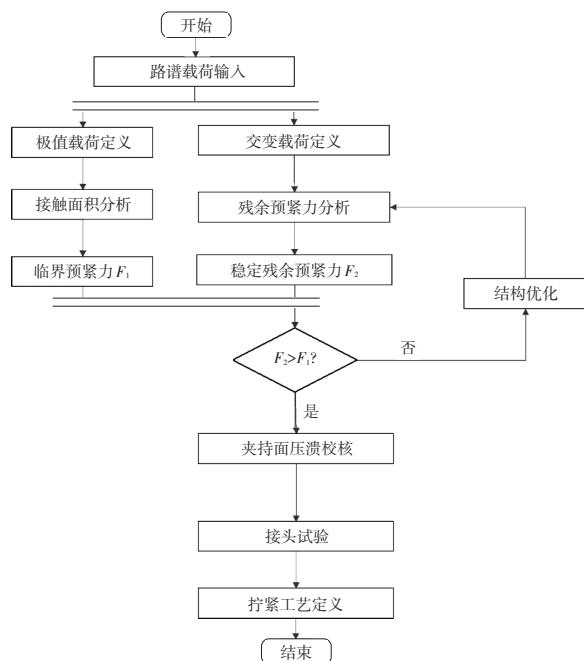 开始
路谱载荷输入
极值载荷定义
交变载荷定义
接触面积分析
残余预紧力分析
临界预紧力F₁
稳定残余预紧力F₂
结构优化
F₂>F₁?
否
是
夹持面压溃校核
接头试验
拧紧工艺定义
结束